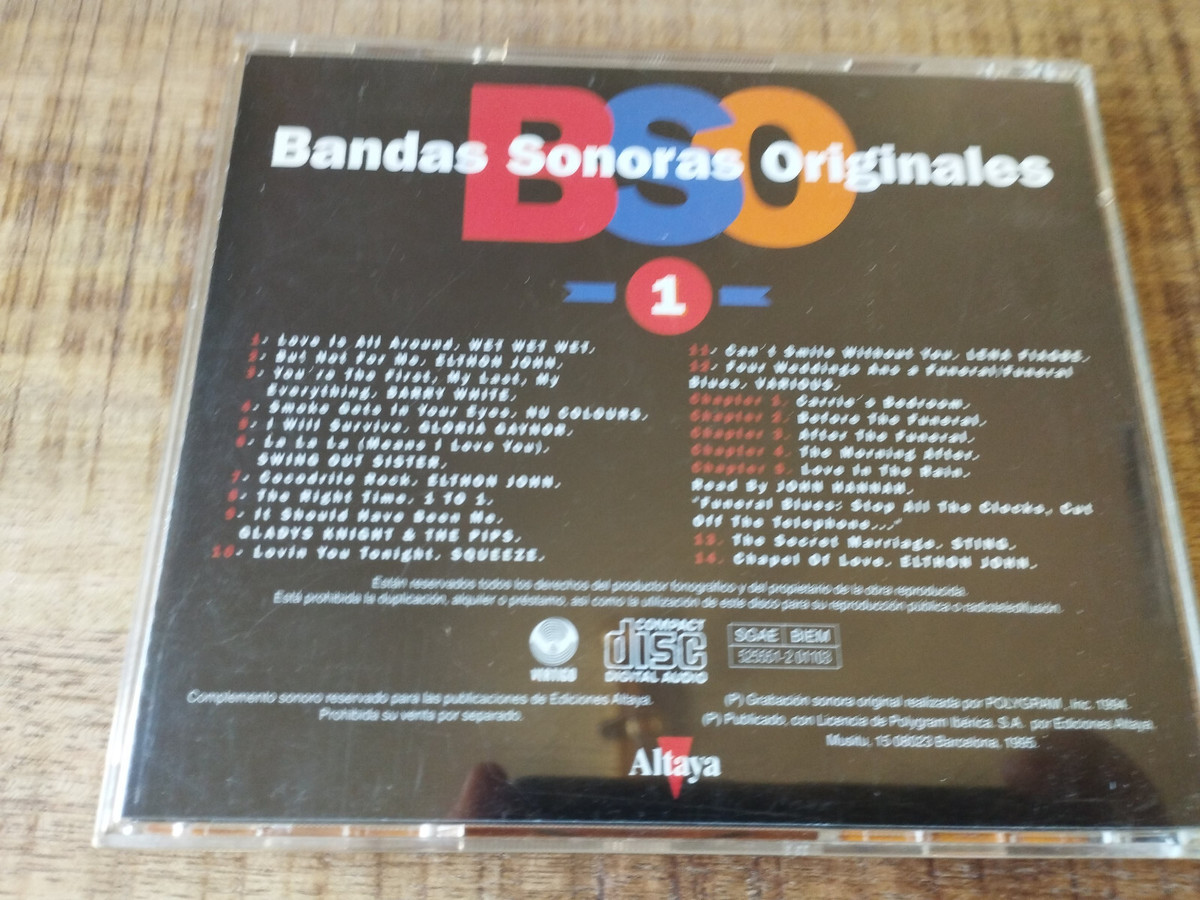 BSO
Bandas Sonoras Originales
1
1. Love Is All Around, WET WET WET.
2. But Not For Me, ELTHON JOHN.
3. You're The First, My Last, My
Everything, BARRY WHITE.
4. Smoke Gets In Your Eyes, NU COLOURS.
5. I Will Survive, GLORIA GAYNOR.
6. La La La (Means I Love You),
SWING OUT SISTER.
7. Cocodrile Rock, ELTHON JOHN.
8. The Right Time, 1 TO 1.
9. It Should Have Been Me,
GLADYS KNIGHT & THE PIPS.
10. Lovin You Tonight, SQUEEZE.
11. Can't Smile Without You, LENA FIAGBE.
12. Four Weddings And a Funeral/Funeral
Blues, VARIOUS.
Chapter 1. Carrie's Bedroom.
Chapter 2. Before The Funeral.
Chapter 3. After The Funeral.
Chapter 4. The Morning After.
Chapter 5. Love in The Rain.
Read By JOHN HANNAH.
"Funeral Blues: Stop All The Clocks, Cut
Off The Telephone..."
13. The Secret Marriage, STING.
14. Chapel Of Love, ELTHON JOHN.
Están reservados todos los derechos del productor fonográfico y del propietario de la obra reproducida.
Está prohibida la duplicación, alquiler o préstamo, así como la utilización de este disco para su reproducción pública o radioteledifusión.
VERTIGO
COMPACT
disc
DIGITAL AUDIO
SGAE BIEM
Complemento sonoro reservado para las publicaciones de Ediciones Altaya.
Prohibida su venta por separado.
(P) Grabación sonora original realizada por POLYGRAM, Inc. 1994.
(P) Publicado, con Licencia de Polygram Ibérica, S.A. por Ediciones Altaya.
Musitu, 15 08023 Barcelona, 1995.
Altaya